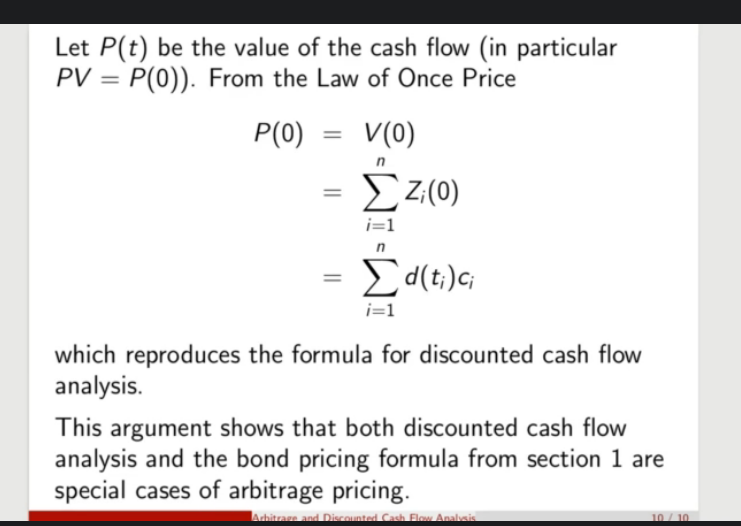 Let P(t) be the value of the cash flow (in particular
PV = P(0)). From the Law of Once Price
P(0) = V(0)
= ∑_{i=1}^{n} Z_i(0)
= ∑_{i=1}^{n} d(t_i)c_i
which reproduces the formula for discounted cash flow
analysis.
This argument shows that both discounted cash flow
analysis and the bond pricing formula from section 1 are
special cases of arbitrage pricing.
Arbitrage and Discounted Cash Flow Analysis
10 / 10